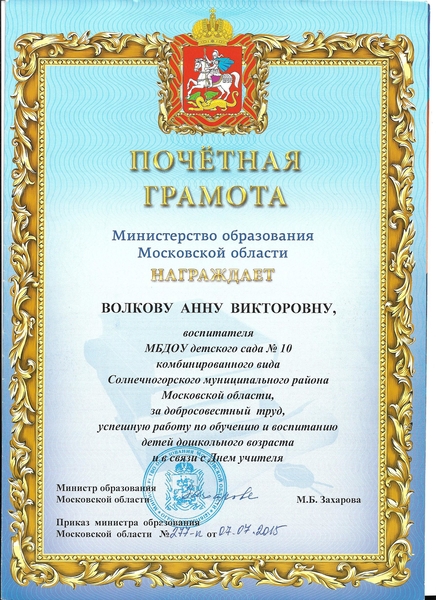 ПОЧЁТНАЯ
ГРАМОТА
Министерство образования
Московской области
НАГРАЖДАЕТ
ВОЛКОВУ АННУ ВИКТОРОВНУ,
воспитателя
МБДОУ детского сада № 10
комбинированного вида
Солнечногорского муниципального района
Московской области,
за добросовестный труд,
успешную работу по обучению и воспитанию
детей дошкольного возраста
и в связи с Днем учителя
Министр образования
Московской области
М.Б. Захарова
Приказ министра образования
Московской области № 277-п от 07.07.2015